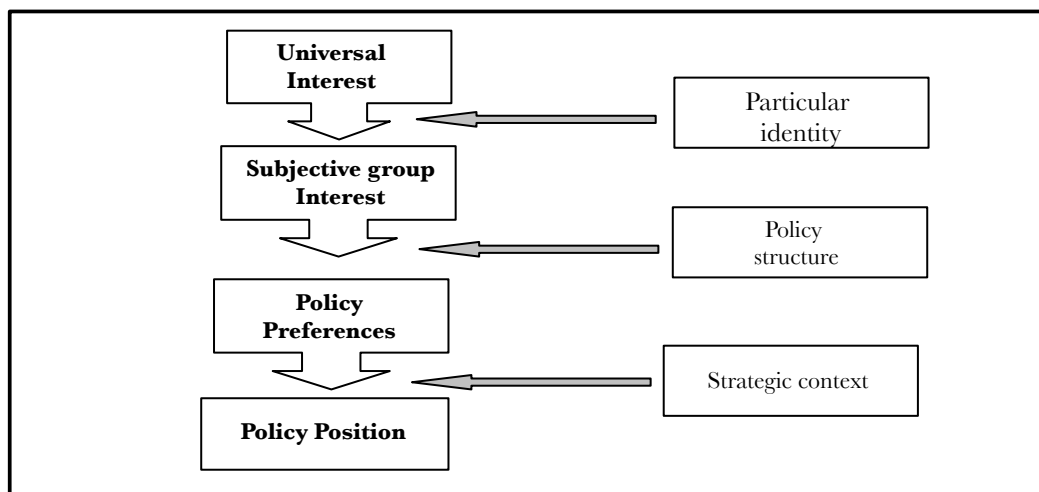 Universal
Interest
Particular
identity
Subjective group
Interest
Policy
structure
Policy
Preferences
Strategic context
Policy Position